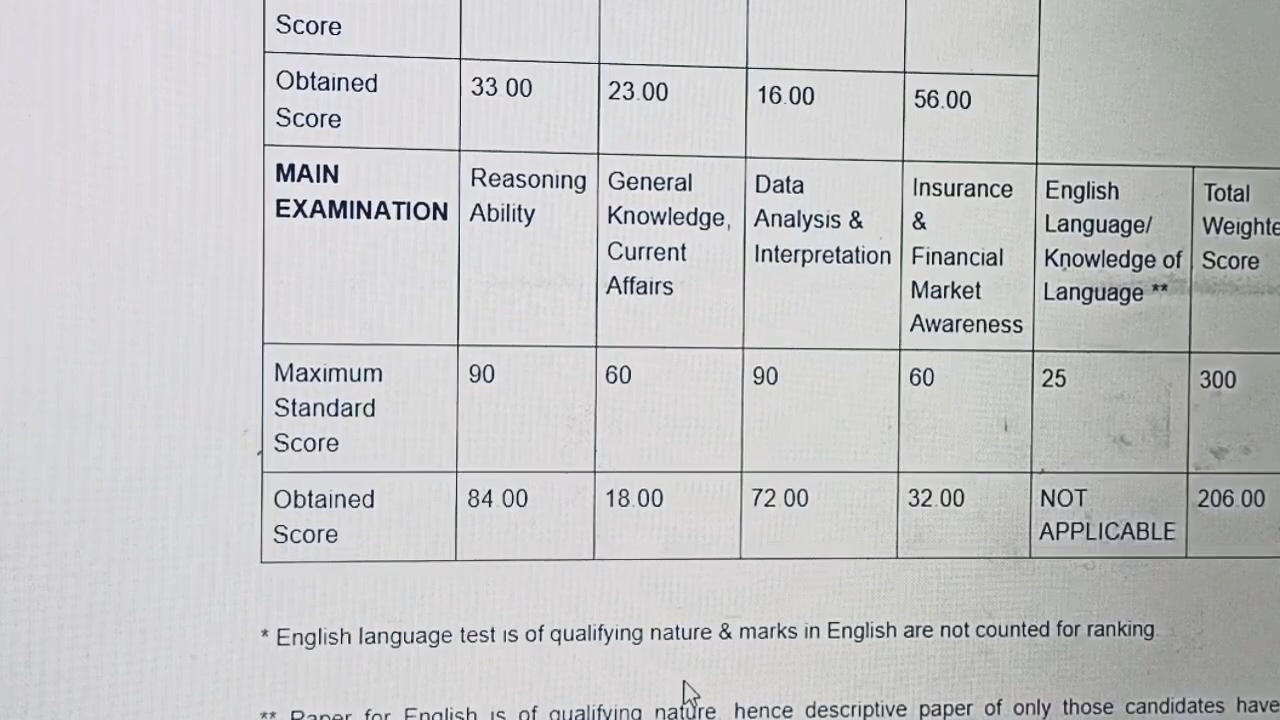 Score
Obtained Score 33.00 23.00 16.00 56.00
MAIN EXAMINATION Reasoning Ability General Knowledge, Current Affairs Data Analysis & Interpretation Insurance & Financial Market Awareness English Language/ Knowledge of Language ** Total Weighte Score
Maximum Standard Score 90 60 90 60 25 300
Obtained Score 84.00 18.00 72.00 32.00 NOT APPLICABLE 206.00
* English language test is of qualifying nature & marks in English are not counted for ranking.
** Paper for English is of qualifying nature, hence descriptive paper of only those candidates have